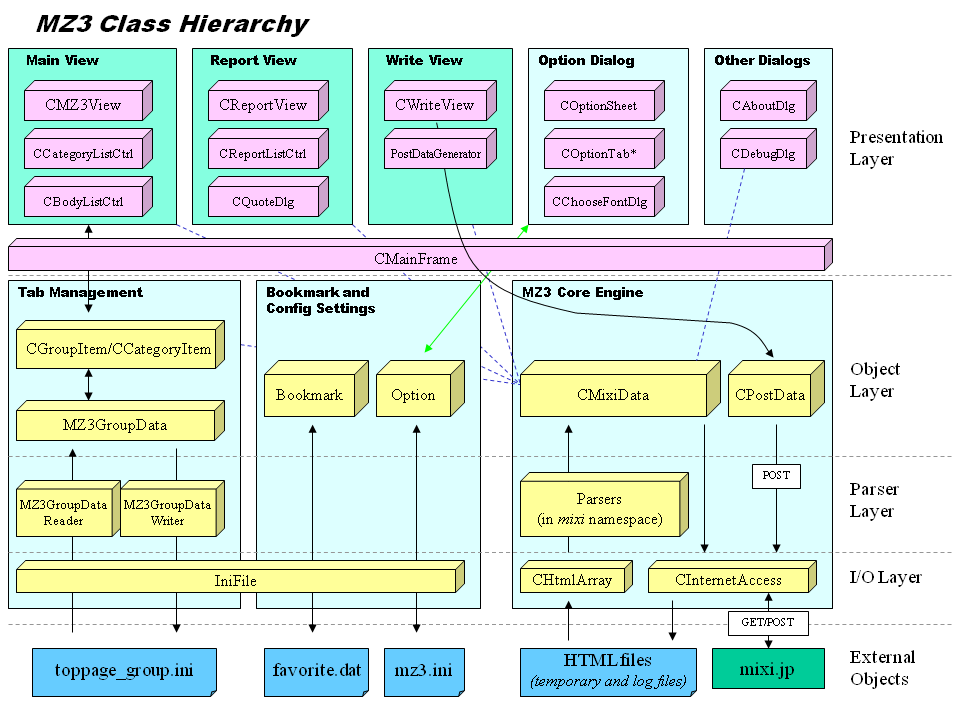 MZ3 Class Hierarchy
Main View
CMZ3View
CCategoryListCtrl
CBodyListCtrl
Report View
CReportView
CReportListCtrl
CQuoteDlg
Write View
CWriteView
PostDataGenerator
Option Dialog
COptionSheet
COptionTab*
CChooseFontDlg
Other Dialogs
CAboutDlg
CDebugDlg
Presentation
Layer
CMainFrame
Tab Management
CGroupItem/CCategoryItem
MZ3GroupData
Bookmark and
Config Settings
Bookmark
Option
MZ3 Core Engine
CMixiData
CPostData
Object
Layer
MZ3GroupData
Reader
MZ3GroupData
Writer
Parsers
(in mixi namespace)
POST
Parser
Layer
IniFile
CHtmlArray
CInternetAccess
I/O Layer
GET/POST
toppage_group.ini
favorite.dat
mz3.ini
HTML files
(temporary and log files)
mixi.jp
External
Objects